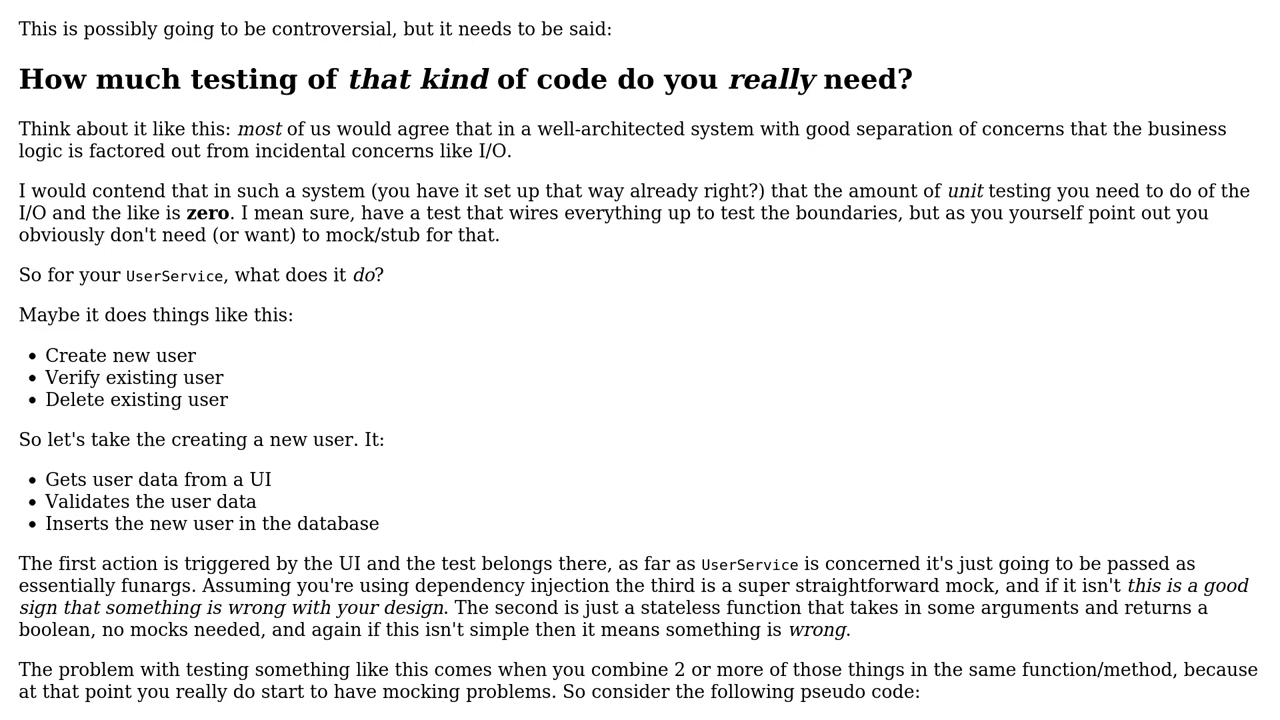 This is possibly going to be controversial, but it needs to be said:
How much testing of that kind of code do you really need?
Think about it like this: most of us would agree that in a well-architected system with good separation of concerns that the business
logic is factored out from incidental concerns like I/O.
I would contend that in such a system (you have it set up that way already right?) that the amount of unit testing you need to do of the
I/O and the like is zero. I mean sure, have a test that wires everything up to test the boundaries, but as you yourself point out you
obviously don't need (or want) to mock/stub for that.
So for your UserService, what does it do?
Maybe it does things like this:
• Create new user
• Verify existing user
• Delete existing user
So let's take the creating a new user. It:
• Gets user data from a UI
• Validates the user data
• Inserts the new user in the database
The first action is triggered by the UI and the test belongs there, as far as UserService is concerned it's just going to be passed as
essentially funargs. Assuming you're using dependency injection the third is a super straightforward mock, and if it isn't this is a good
sign that something is wrong with your design. The second is just a stateless function that takes in some arguments and returns a
boolean, no mocks needed, and again if this isn't simple then it means something is wrong.
The problem with testing something like this comes when you combine 2 or more of those things in the same function/method, because
at that point you really do start to have mocking problems. So consider the following pseudo code: